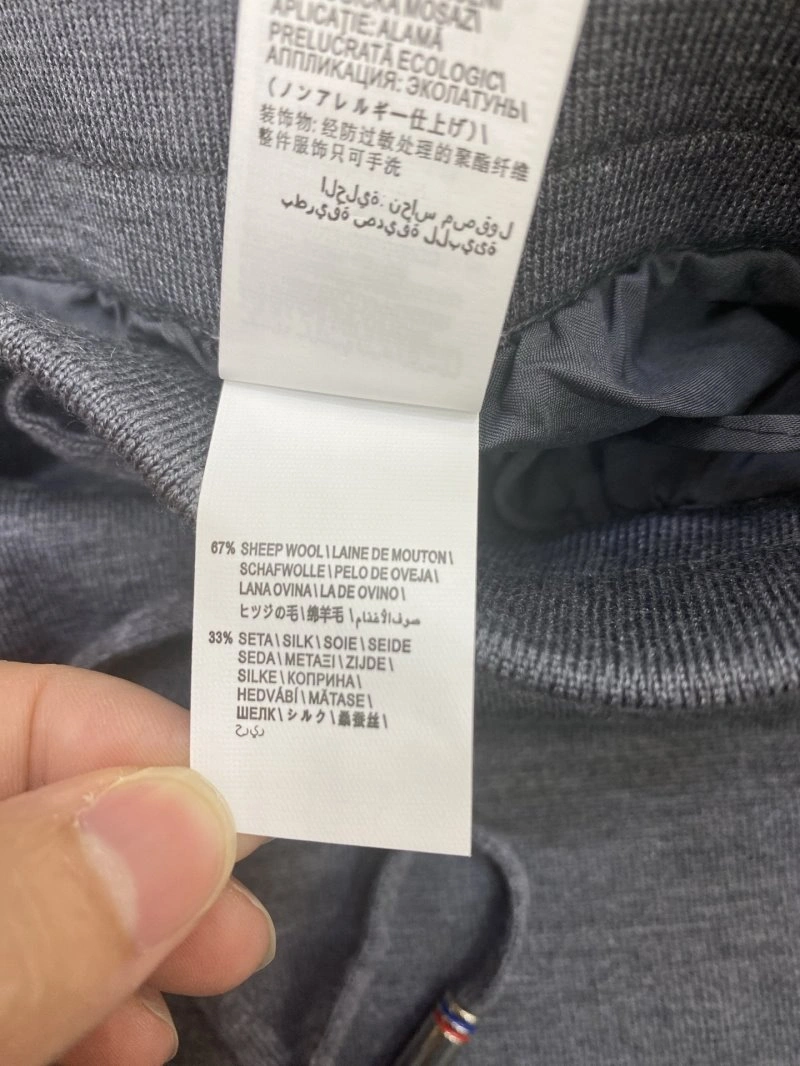 MOSAZ\
APLICAȚIE: ALAMĂ
PRELUCRATĂ ECOLOGIC\
АППЛИКАЦИЯ: ЭКОЛАТУНЬ\
(ノンアレルギー仕上げ)\
装饰物: 经防过敏处理的聚酯纤维
整件服饰只可手洗
الحلية: نحاس مصقول
بطريقة صديقة للبيئة
67% SHEEP WOOL\LAINE DE MOUTON\
SCHAFWOLLE\PELO DE OVEJA\
LANA OVINA\LA DE OVINO\
ヒツジの毛\绵羊毛\صوف الأغنام
33% SETA\SILK\SOIE\SEIDE
SEDA\ΜΕΤΑΞΙ\ZIJDE\
SILKE\КОПРИНА\
HEDVÁBÍ\MĂTASE\
ШЕЛК\シルク\桑蚕丝\
حرير